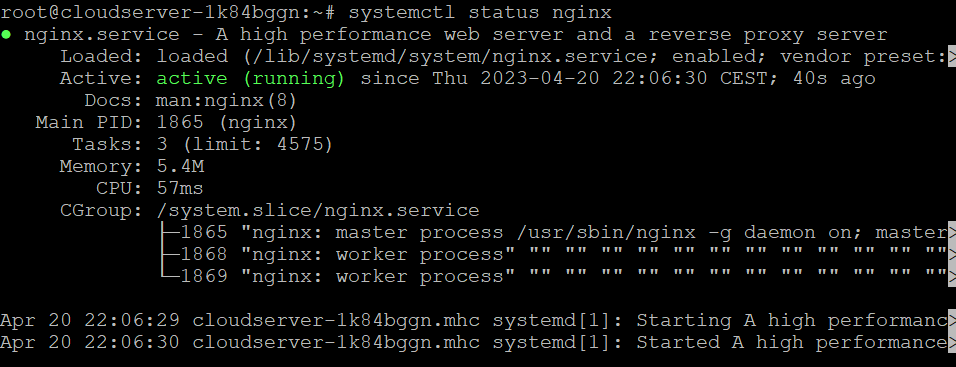 root@cloudserver-1k84bggn:~# systemctl status nginx
● nginx.service - A high performance web server and a reverse proxy server
     Loaded: loaded (/lib/systemd/system/nginx.service; enabled; vendor preset:>
     Active: active (running) since Thu 2023-04-20 22:06:30 CEST; 40s ago
       Docs: man:nginx(8)
   Main PID: 1865 (nginx)
      Tasks: 3 (limit: 4575)
     Memory: 5.4M
        CPU: 57ms
     CGroup: /system.slice/nginx.service
             ├─1865 "nginx: master process /usr/sbin/nginx -g daemon on; master>
             ├─1868 "nginx: worker process" "" "" "" "" "" "" "" "" "" "" "" "">
             └─1869 "nginx: worker process" "" "" "" "" "" "" "" "" "" "" "" "">
Apr 20 22:06:29 cloudserver-1k84bggn.mhc systemd[1]: Starting A high performanc>
Apr 20 22:06:30 cloudserver-1k84bggn.mhc systemd[1]: Started A high performance>